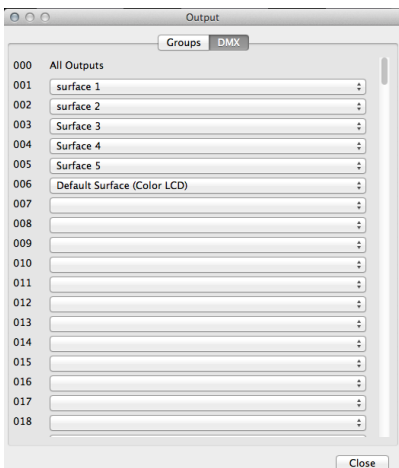 Output
Groups DMX
000 All Outputs
001 surface 1
002 surface 2
003 Surface 3
004 Surface 4
005 Surface 5
006 Default Surface (Color LCD)
007
008
009
010
011
012
013
014
015
016
017
018
Close